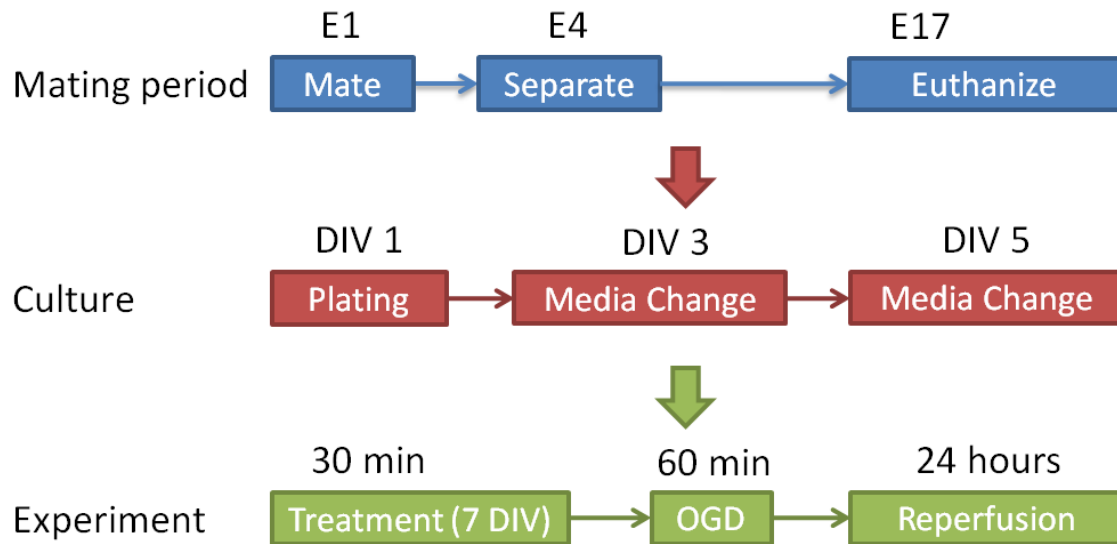 E1 E4 E17
Mating period Mate Separate Euthanize
DIV 1 DIV 3 DIV 5
Culture Plating Media Change Media Change
30 min 60 min 24 hours
Experiment Treatment (7 DIV) OGD Reperfusion